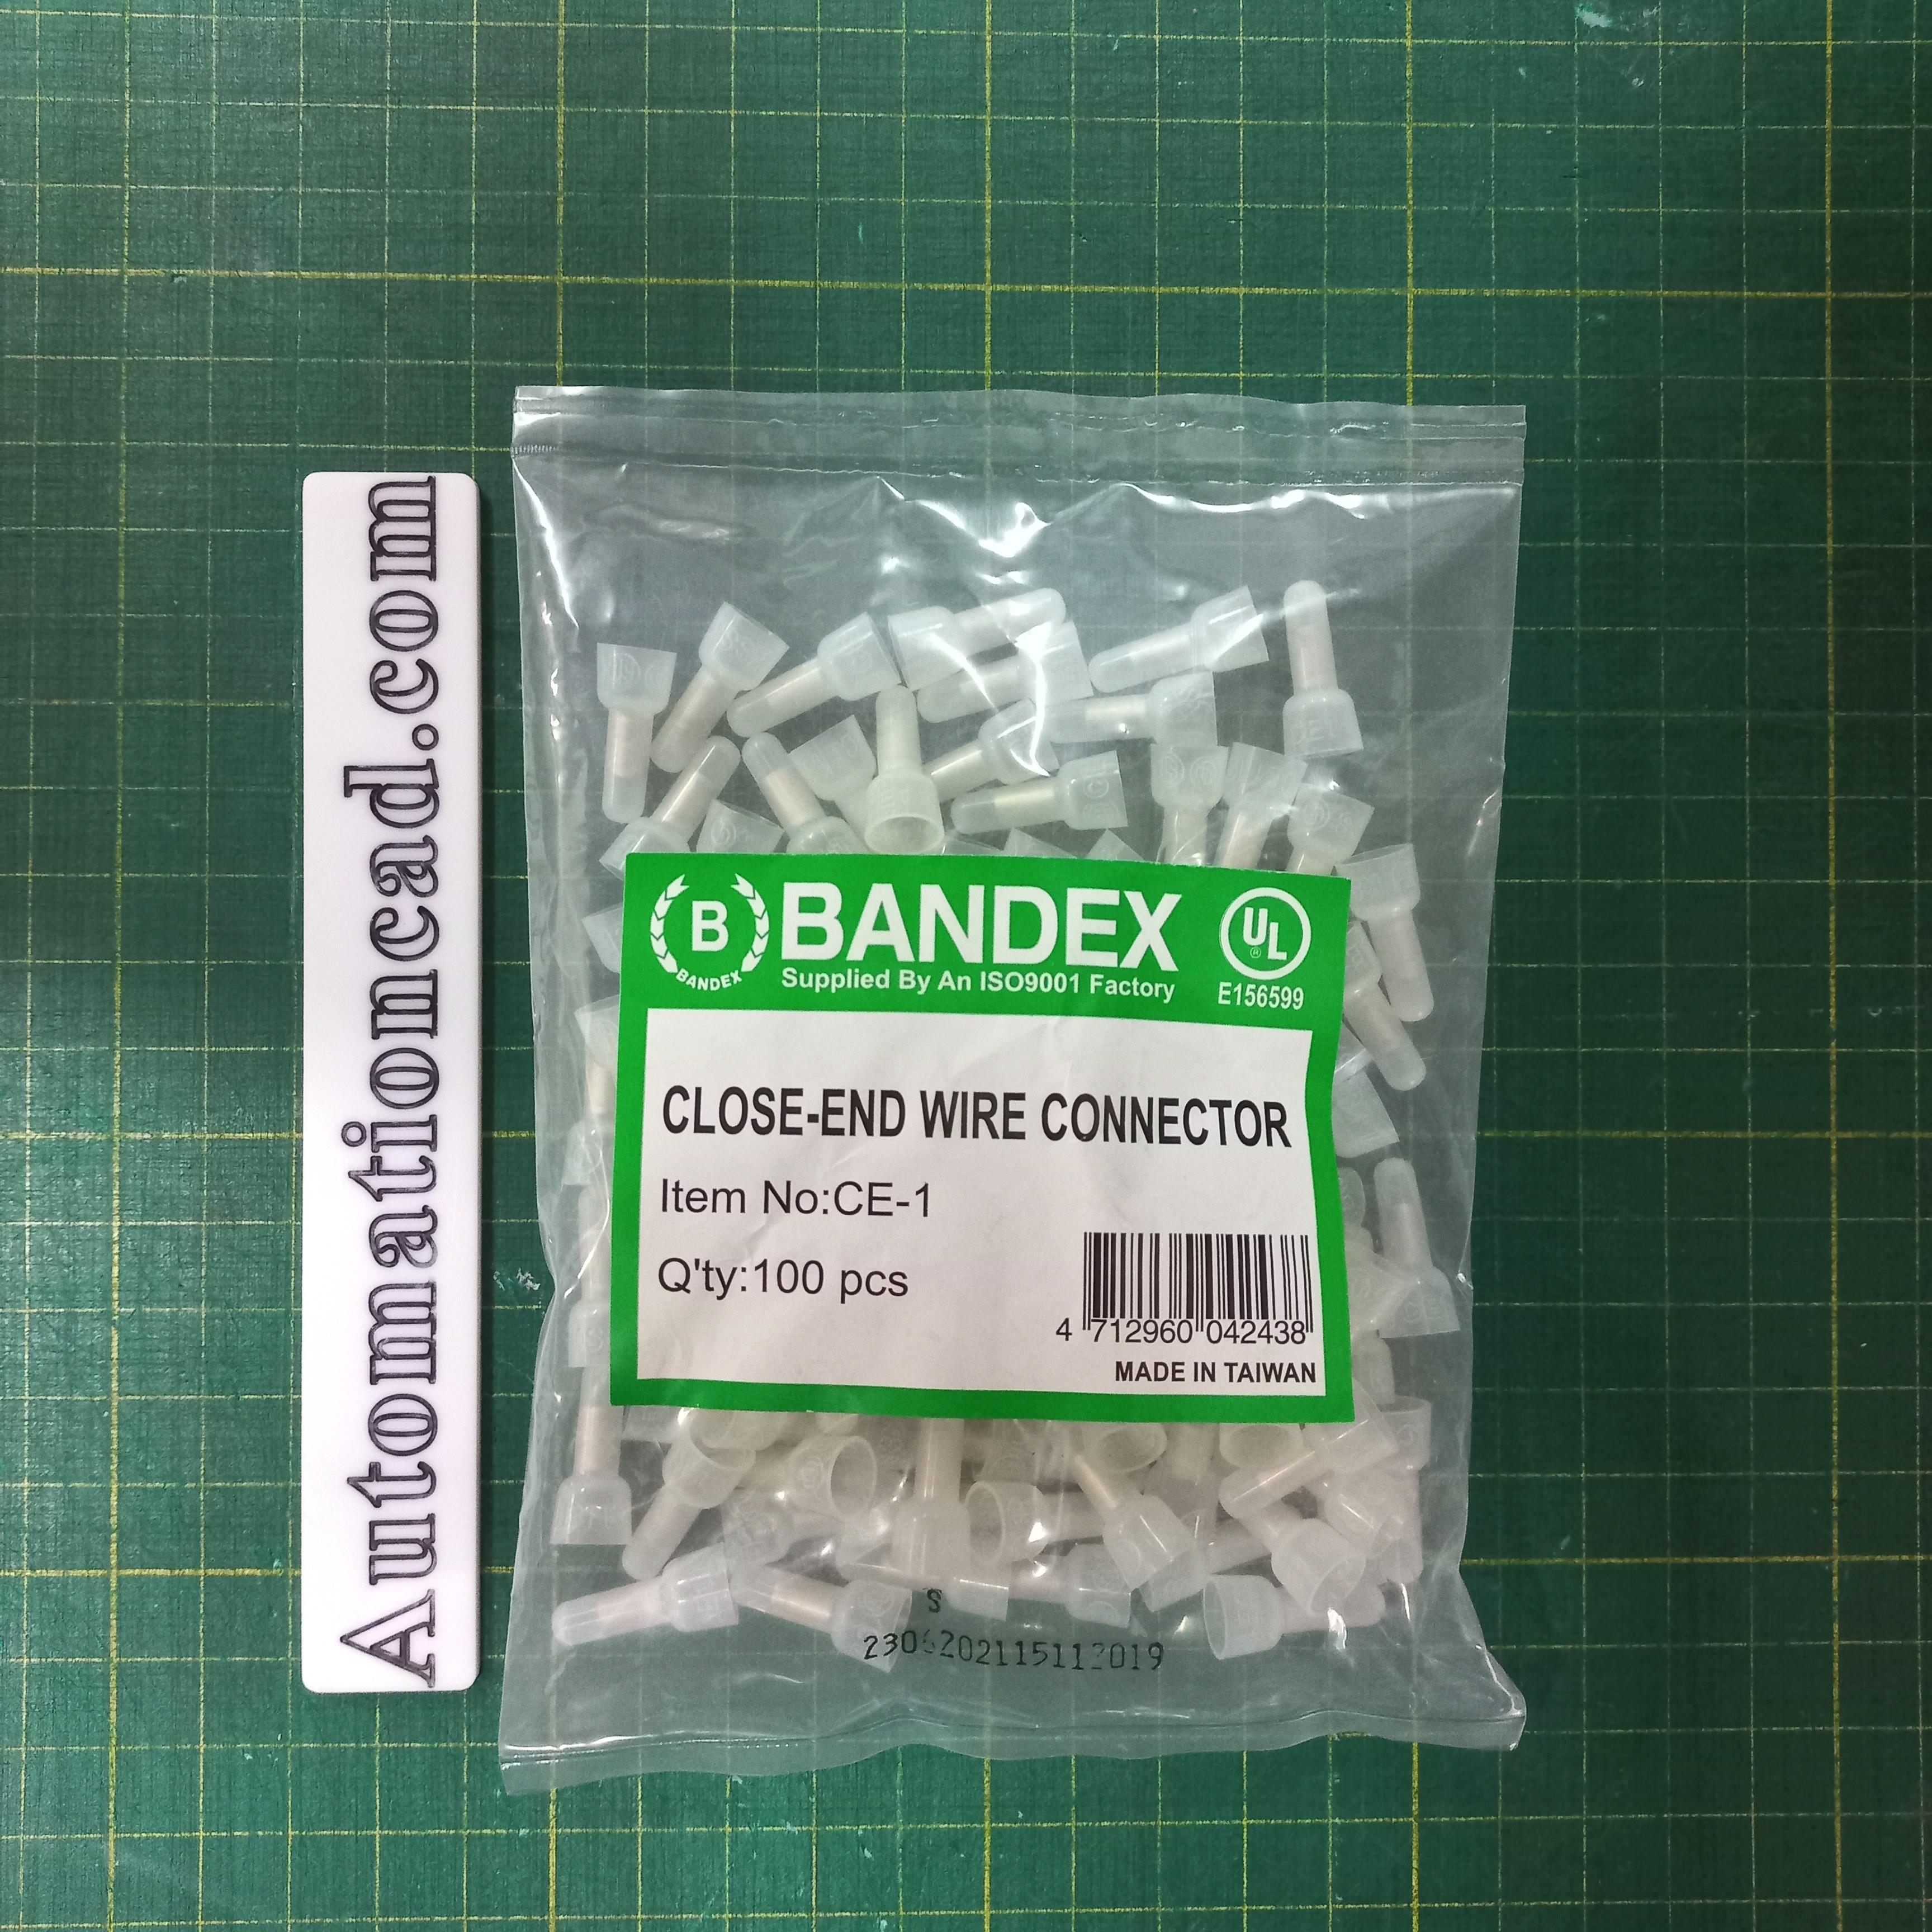 Automationcad.com
B
BANDEX
BANDEX
Supplied By An ISO9001 Factory
UL
®
E156599
CLOSE-END WIRE CONNECTOR
Item No:CE-1
Q'ty:100 pcs
4 712960 042438
MADE IN TAIWAN
S